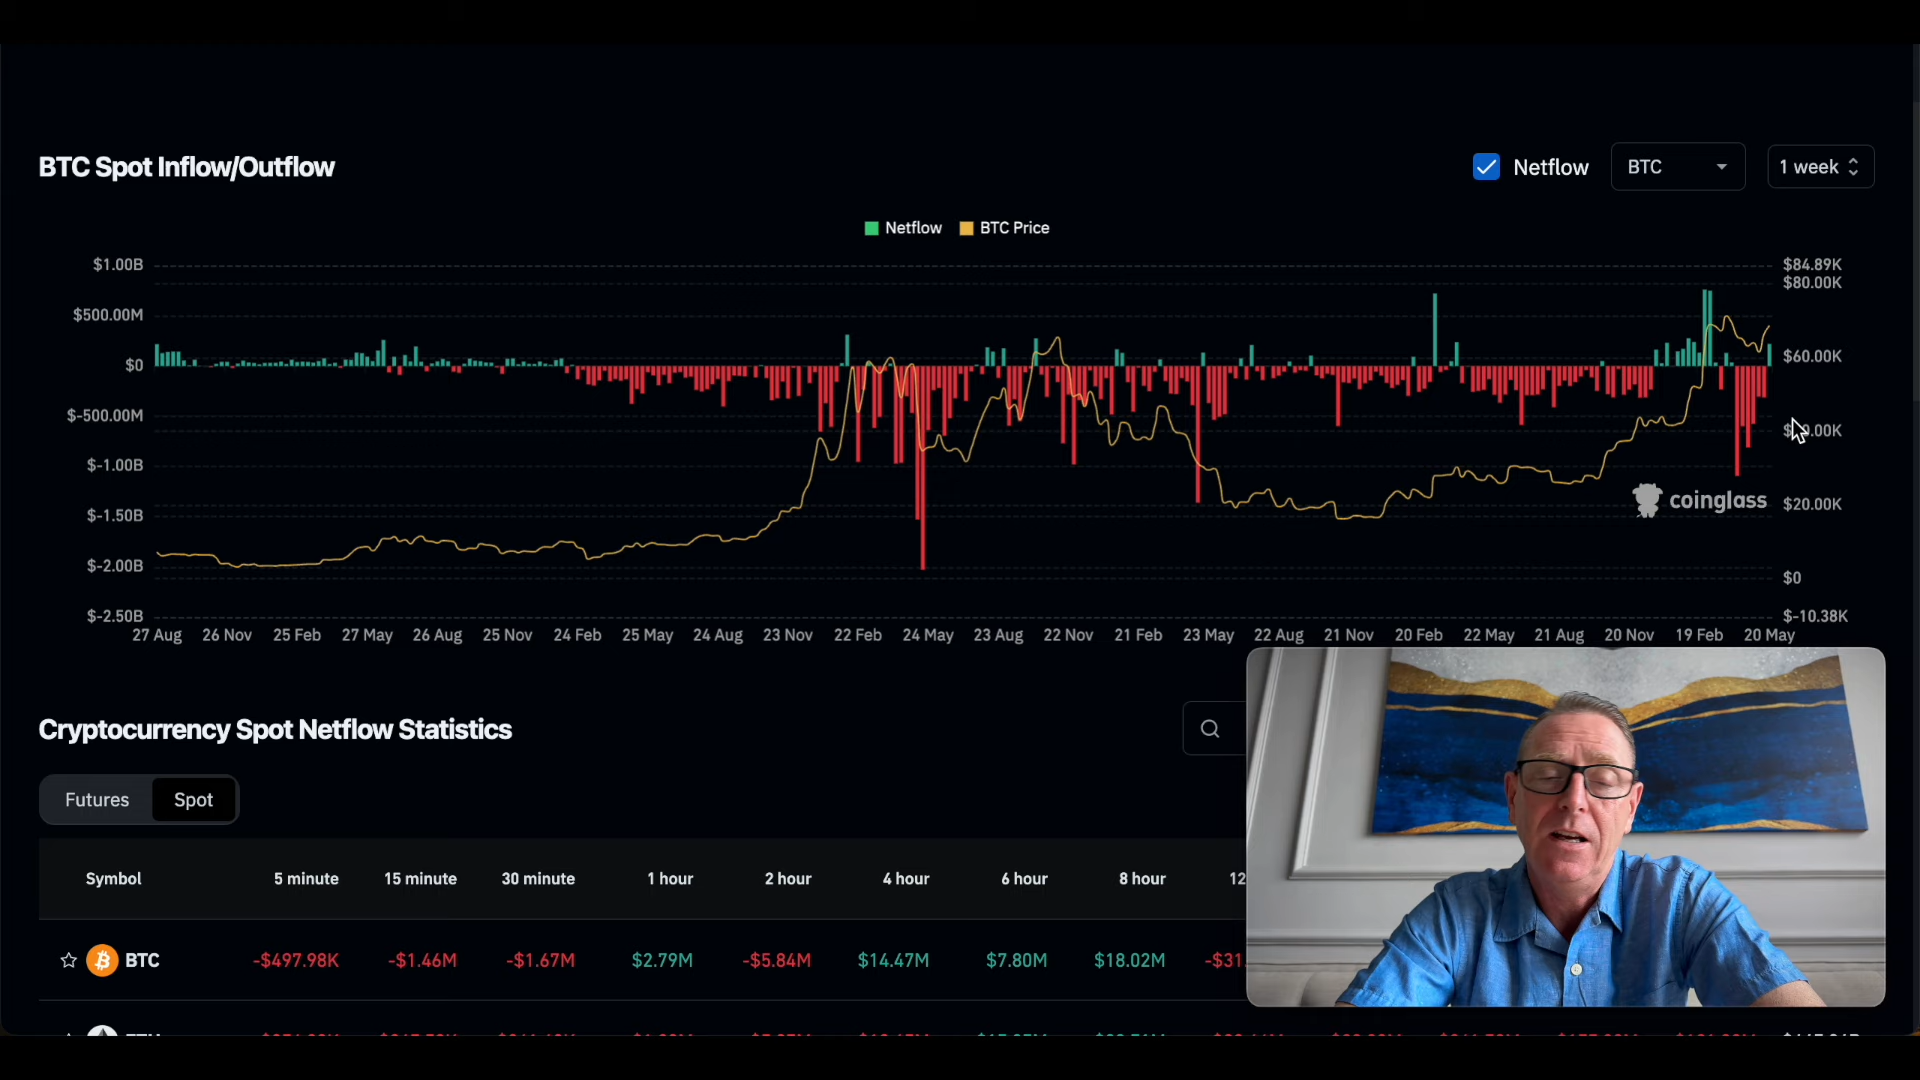 BTC Spot Inflow/Outflow
Netflow BTC 1 week
Netflow BTC Price
$1.00B
$500.00M
$0
$-500.00M
$-1.00B
$-1.50B
$-2.00B
$-2.50B
$84.89K
$80.00K
$60.00K
$20.00K
$0
$-10.38K
coinglass
27 Aug 26 Nov 25 Feb 27 May 26 Aug 25 Nov 24 Feb 25 May 24 Aug 23 Nov 22 Feb 24 May 23 Aug 22 Nov 21 Feb 23 May 22 Aug 21 Nov 20 Feb 22 May 21 Aug 20 Nov 19 Feb 20 May
Cryptocurrency Spot Netflow Statistics
Futures Spot
Symbol 5 minute 15 minute 30 minute 1 hour 2 hour 4 hour 6 hour 8 hour 12
BTC -$497.98K -$1.46M -$1.67M $2.79M -$5.84M $14.47M $7.80M $18.02M -$31.